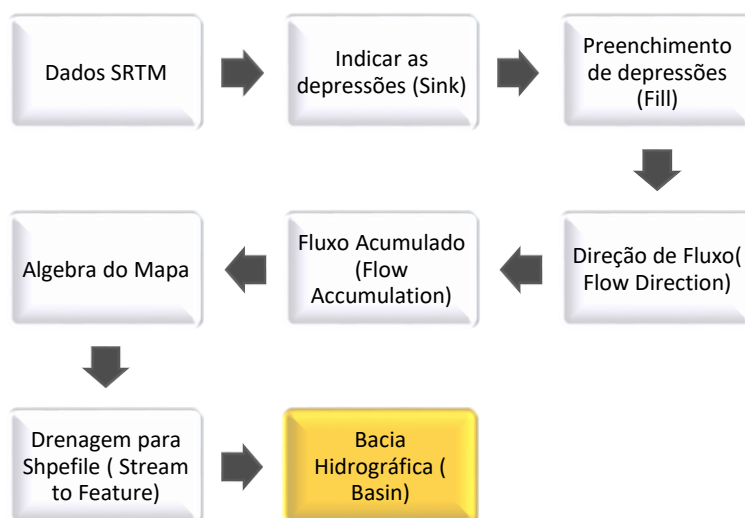 Dados SRTM
Indicar as
depressões (Sink)
Preenchimento
de depressões
(Fill)
Direção de Fluxo(
Flow Direction)
Fluxo Acumulado
(Flow
Accumulation)
Algebra do Mapa
Drenagem para
Shpefile ( Stream
to Feature)
Bacia
Hidrográfica (
Basin)